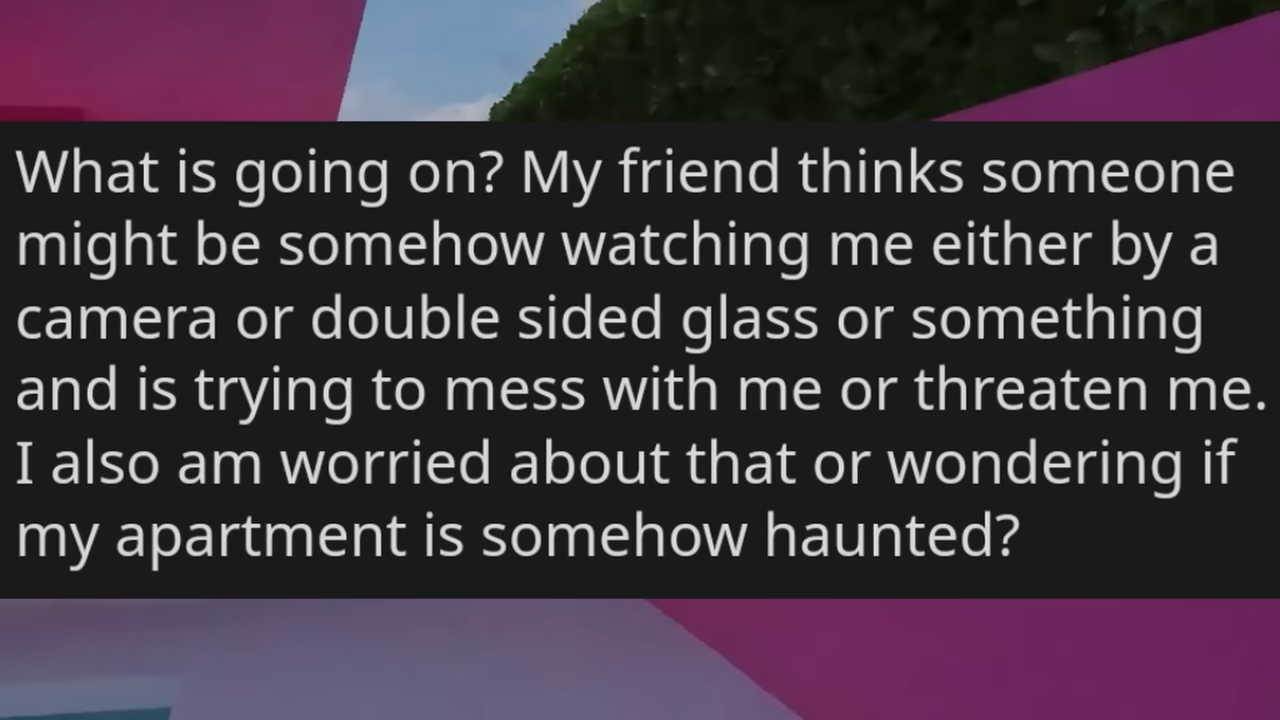 What is going on? My friend thinks someone
might be somehow watching me either by a
camera or double sided glass or something
and is trying to mess with me or threaten me.
I also am worried about that or wondering if
my apartment is somehow haunted?